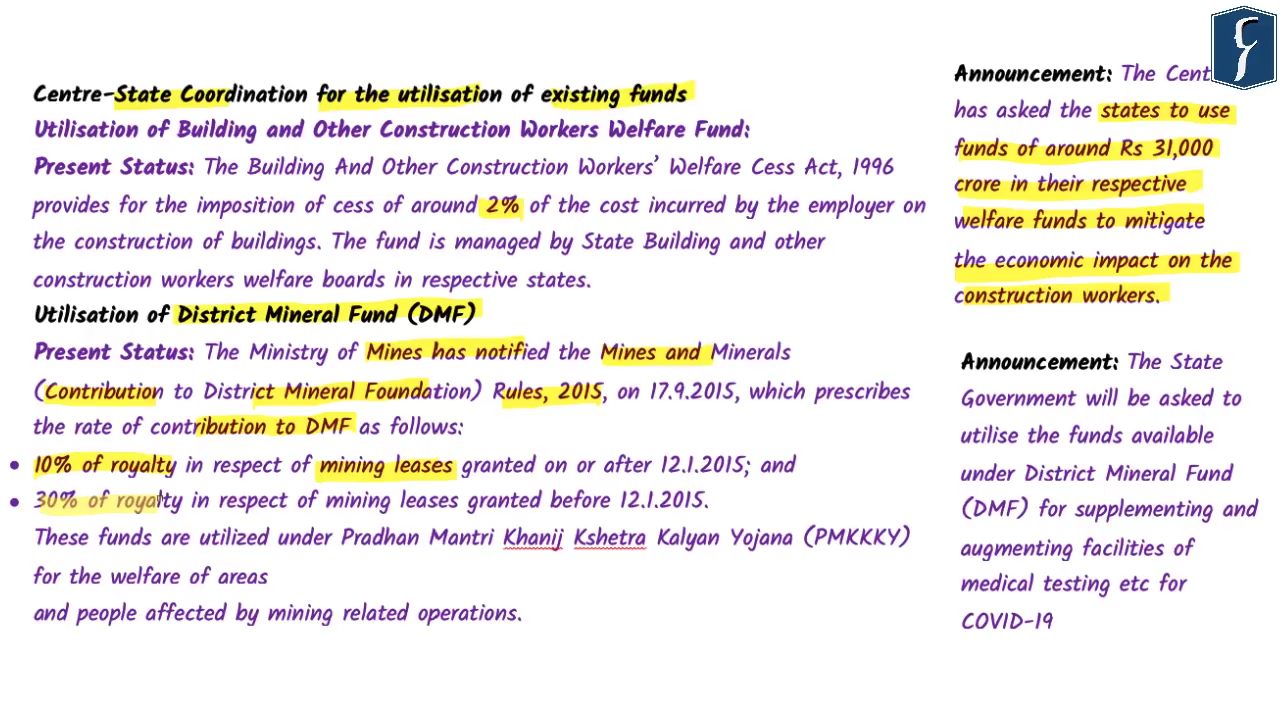 Centre-State Coordination for the utilisation of existing funds
Utilisation of Building and Other Construction Workers Welfare Fund:
Present Status: The Building And Other Construction Workers' Welfare Cess Act, 1996
provides for the imposition of cess of around 2% of the cost incurred by the employer on
the construction of buildings. The fund is managed by State Building and other
construction workers welfare boards in respective states.
Utilisation of District Mineral Fund (DMF)
Present Status: The Ministry of Mines has notified the Mines and Minerals
(Contribution to District Mineral Foundation) Rules, 2015, on 17.9.2015, which prescribes
the rate of contribution to DMF as follows:
• 10% of royalty in respect of mining leases granted on or after 12.1.2015; and
• 30% of royalty in respect of mining leases granted before 12.1.2015.
These funds are utilized under Pradhan Mantri Khanij Kshetra Kalyan Yojana (PMKKKY)
for the welfare of areas
and people affected by mining related operations.
Announcement: The Cent
has asked the states to use
funds of around Rs 31,000
crore in their respective
welfare funds to mitigate
the economic impact on the
construction workers.
Announcement: The State
Government will be asked to
utilise the funds available
under District Mineral Fund
(DMF) for supplementing and
augmenting facilities of
medical testing etc for
COVID-19